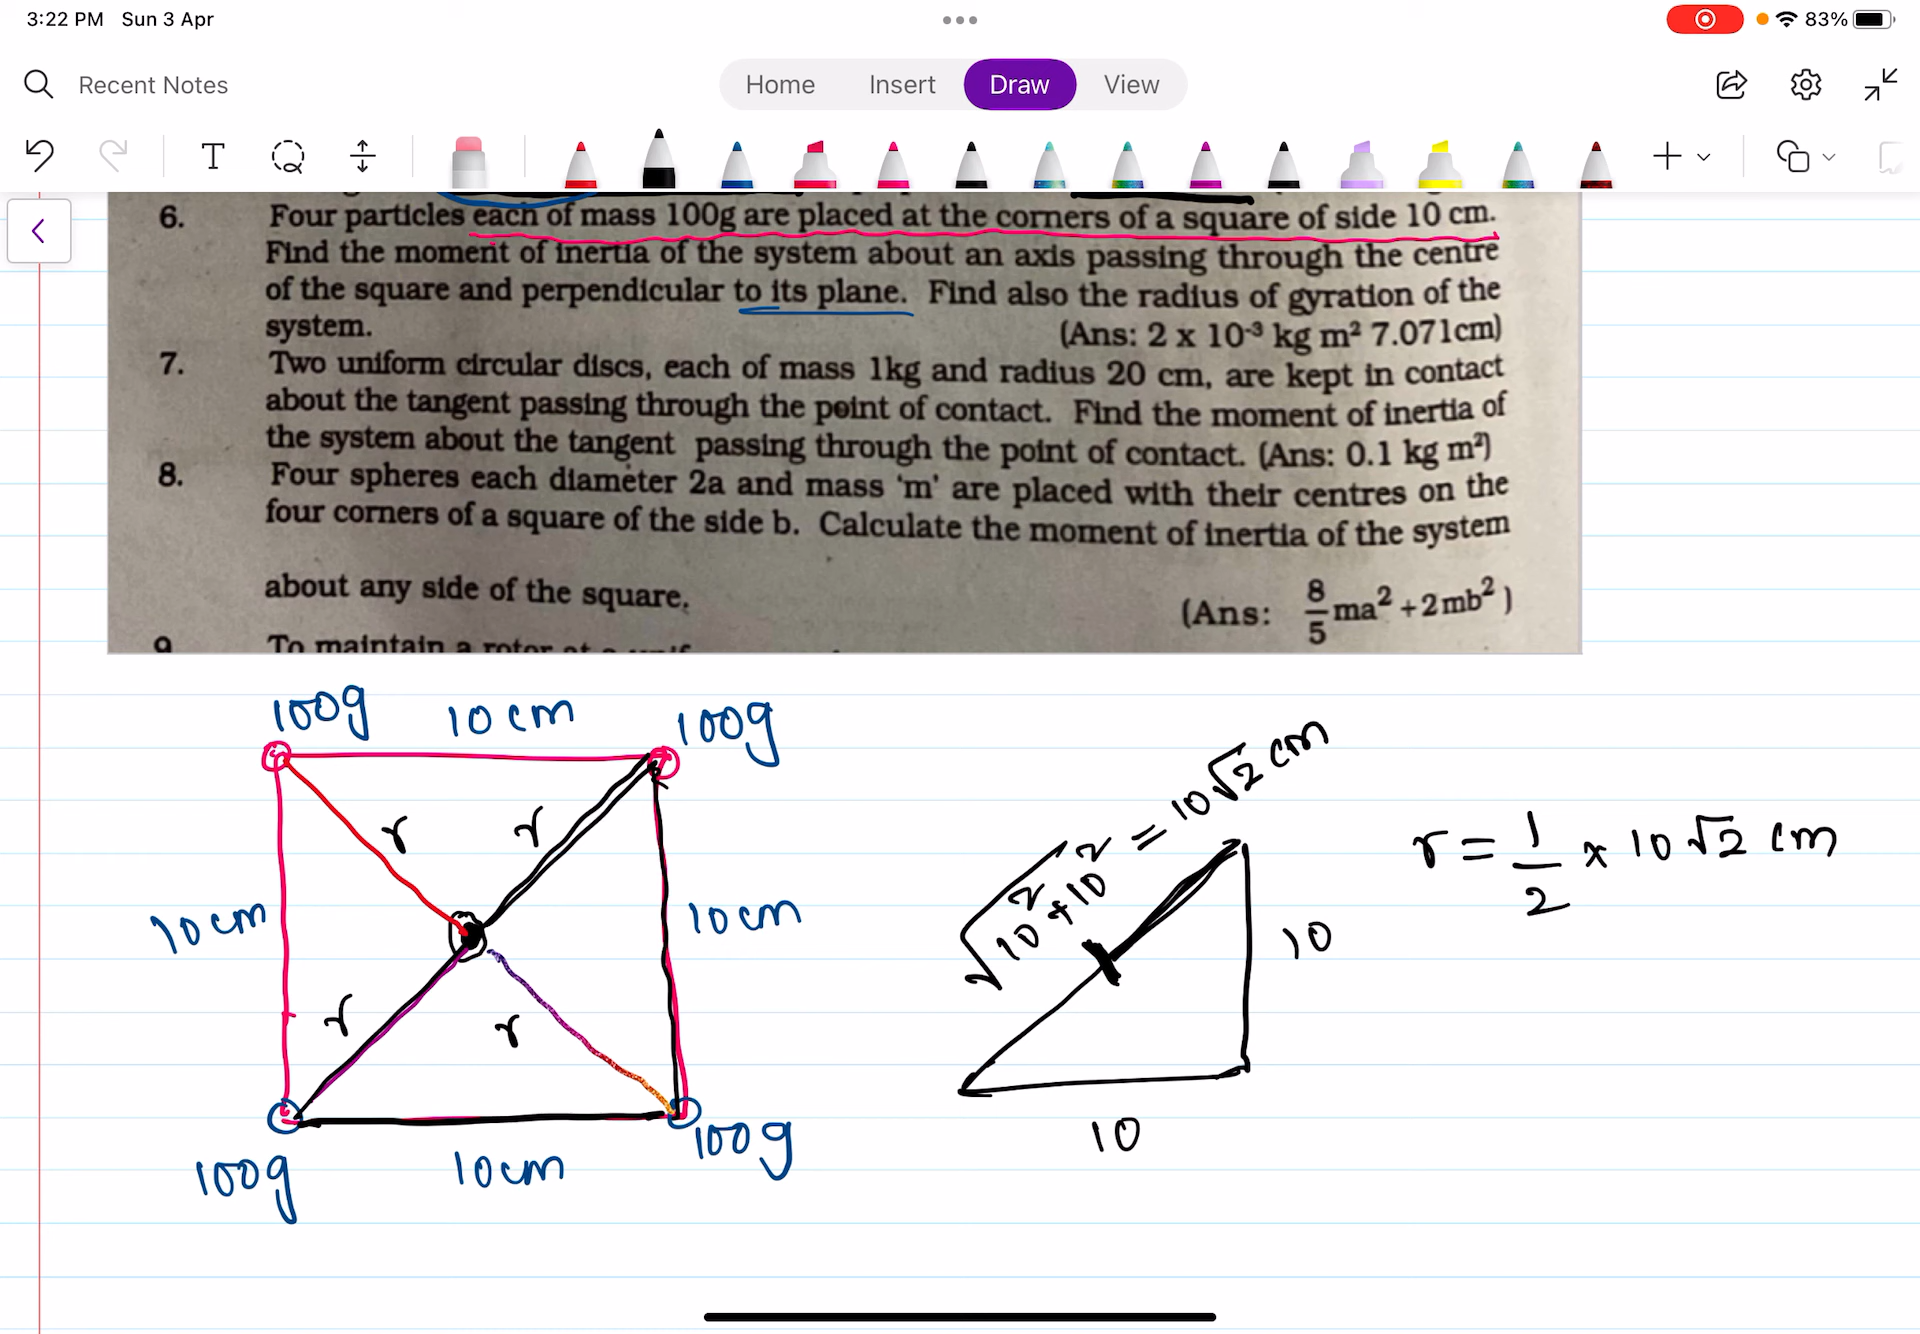 3:22 PM Sun 3 Apr
83%
Recent Notes
Home Insert Draw View
T
6. Four particles each of mass 100g are placed at the corners of a square of side 10 cm.
Find the moment of inertia of the system about an axis passing through the centre
of the square and perpendicular to its plane. Find also the radius of gyration of the
system. (Ans: 2 x 10⁻³ kg m² 7.071cm)
7. Two uniform circular discs, each of mass 1kg and radius 20 cm, are kept in contact
about the tangent passing through the point of contact. Find the moment of inertia of
the system about the tangent passing through the point of contact. (Ans: 0.1 kg m²)
8. Four spheres each diameter 2a and mass 'm' are placed with their centres on the
four corners of a square of the side b. Calculate the moment of inertia of the system
about any side of the square. (Ans: 8/5 ma² + 2mb²)
9 To maintain a rotor at a unif
100g 10 cm 100g
r r
10 cm 10cm
r r
100g 10cm 100g
√10² + 10² = 10√2 cm
10
10
r = 1/2 × 10√2 cm